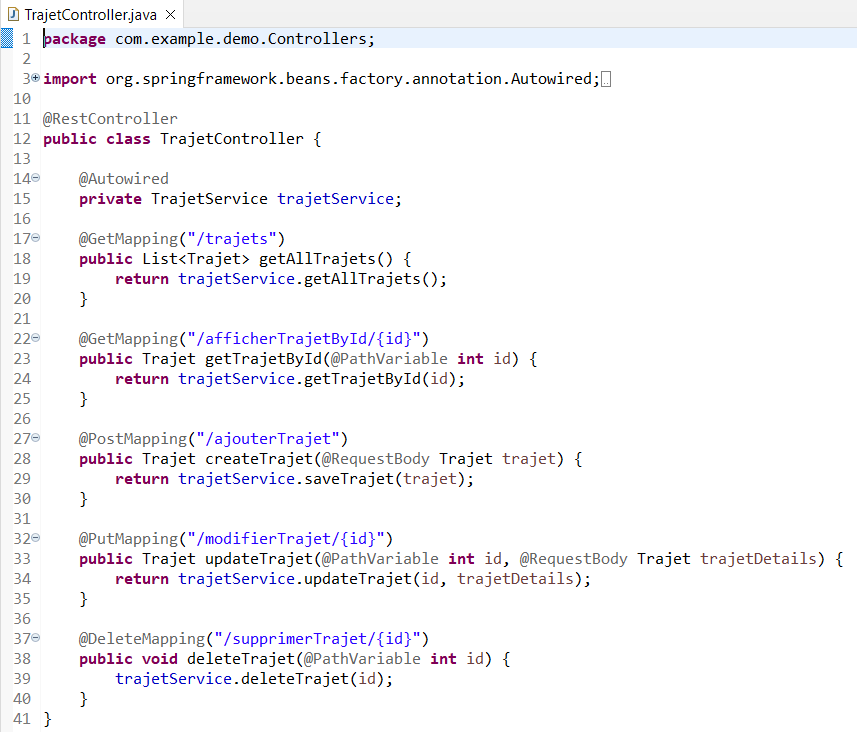 TrajetController.java
1 package com.example.demo.Controllers;
2
3 import org.springframework.beans.factory.annotation.Autowired;
10
11 @RestController
12 public class TrajetController {
13
14     @Autowired
15     private TrajetService trajetService;
16
17     @GetMapping("/trajets")
18     public List<Trajet> getAllTrajets() {
19         return trajetService.getAllTrajets();
20     }
21
22     @GetMapping("/afficherTrajetById/{id}")
23     public Trajet getTrajetById(@PathVariable int id) {
24         return trajetService.getTrajetById(id);
25     }
26
27     @PostMapping("/ajouterTrajet")
28     public Trajet createTrajet(@RequestBody Trajet trajet) {
29         return trajetService.saveTrajet(trajet);
30     }
31
32     @PutMapping("/modifierTrajet/{id}")
33     public Trajet updateTrajet(@PathVariable int id, @RequestBody Trajet trajetDetails) {
34         return trajetService.updateTrajet(id, trajetDetails);
35     }
36
37     @DeleteMapping("/supprimerTrajet/{id}")
38     public void deleteTrajet(@PathVariable int id) {
39         trajetService.deleteTrajet(id);
40     }
41 }